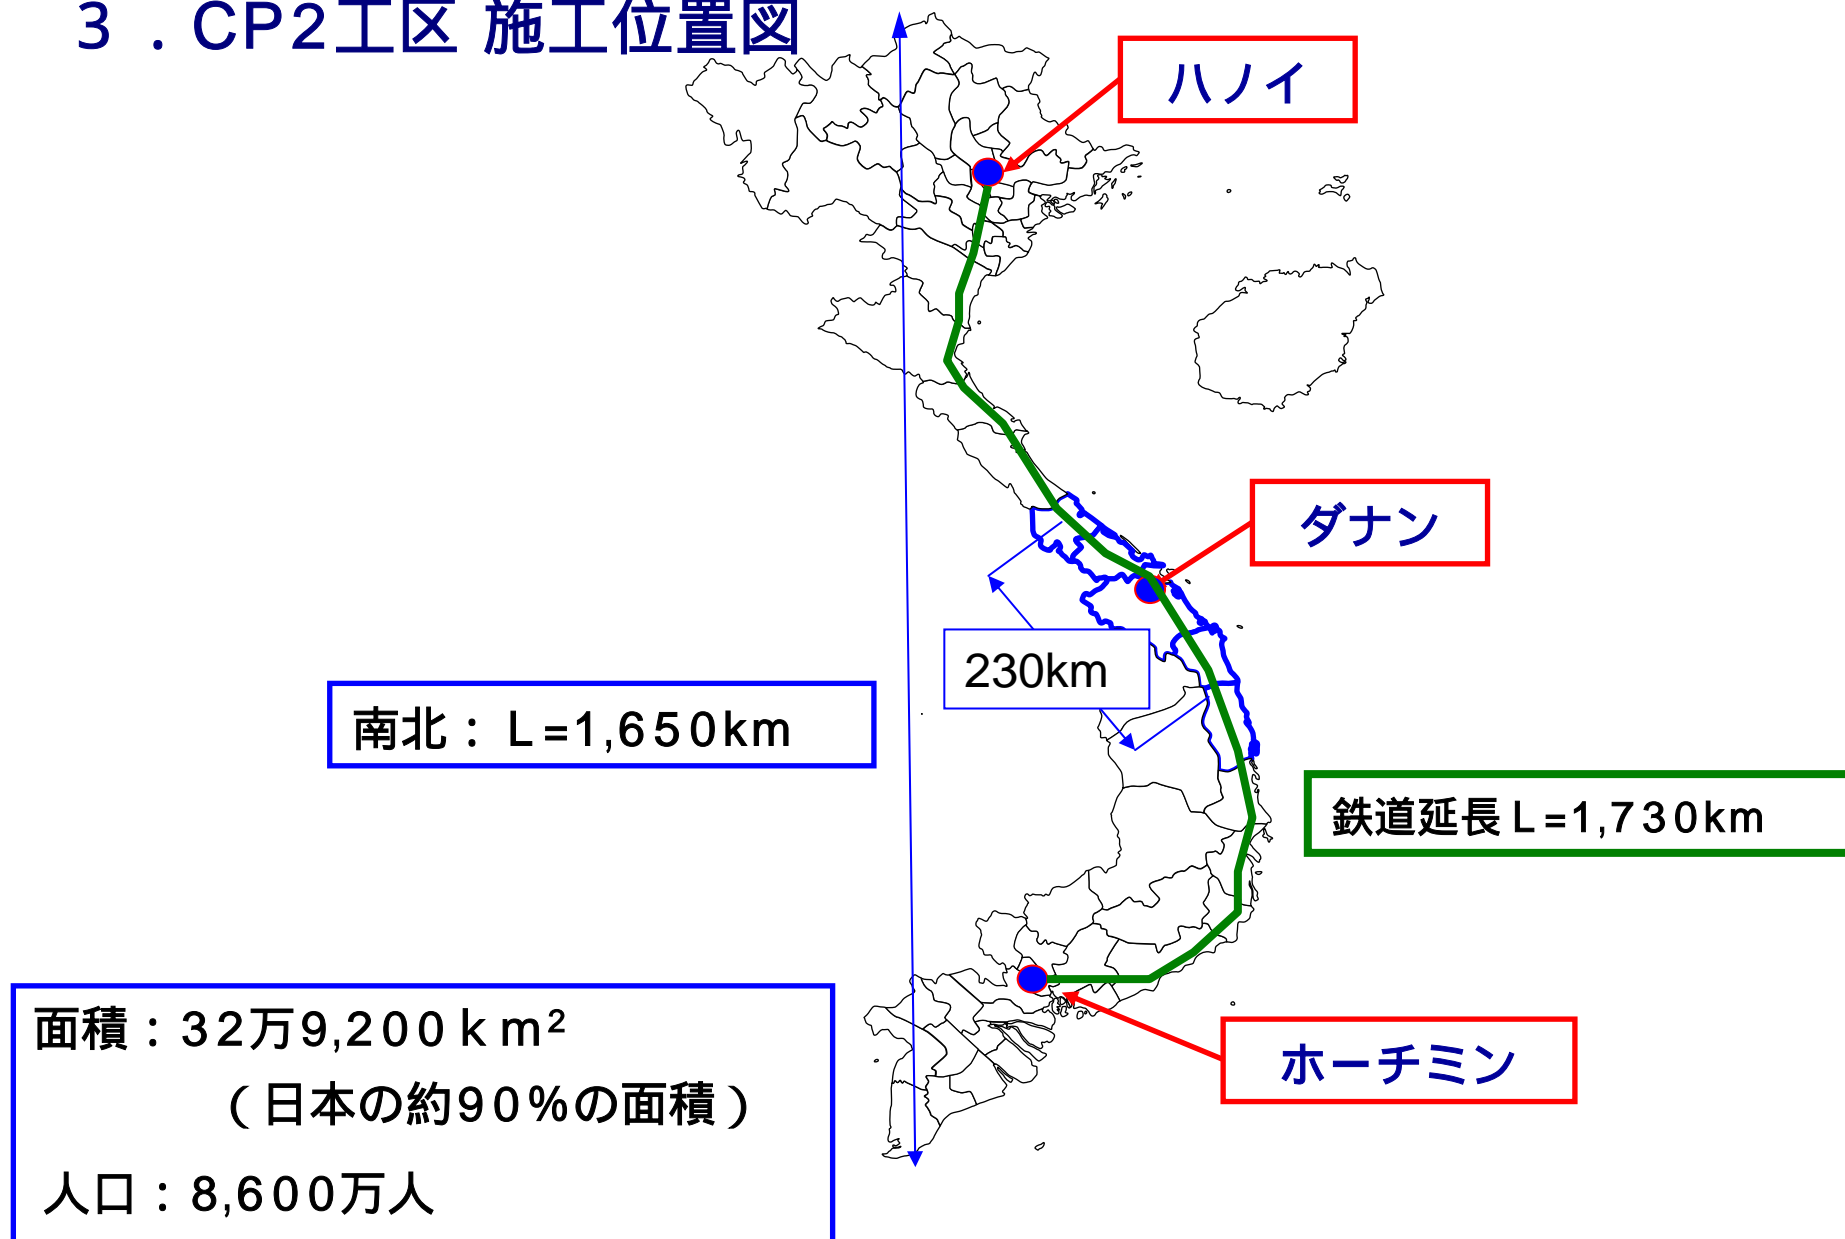 ３．CP2工区 施工位置図
ハノイ
ダナン
230km
南北：L=1,650km
鉄道延長L=1,730km
面積：32万9,200km²
（日本の約90%の面積）
ホーチミン
人口：8,600万人